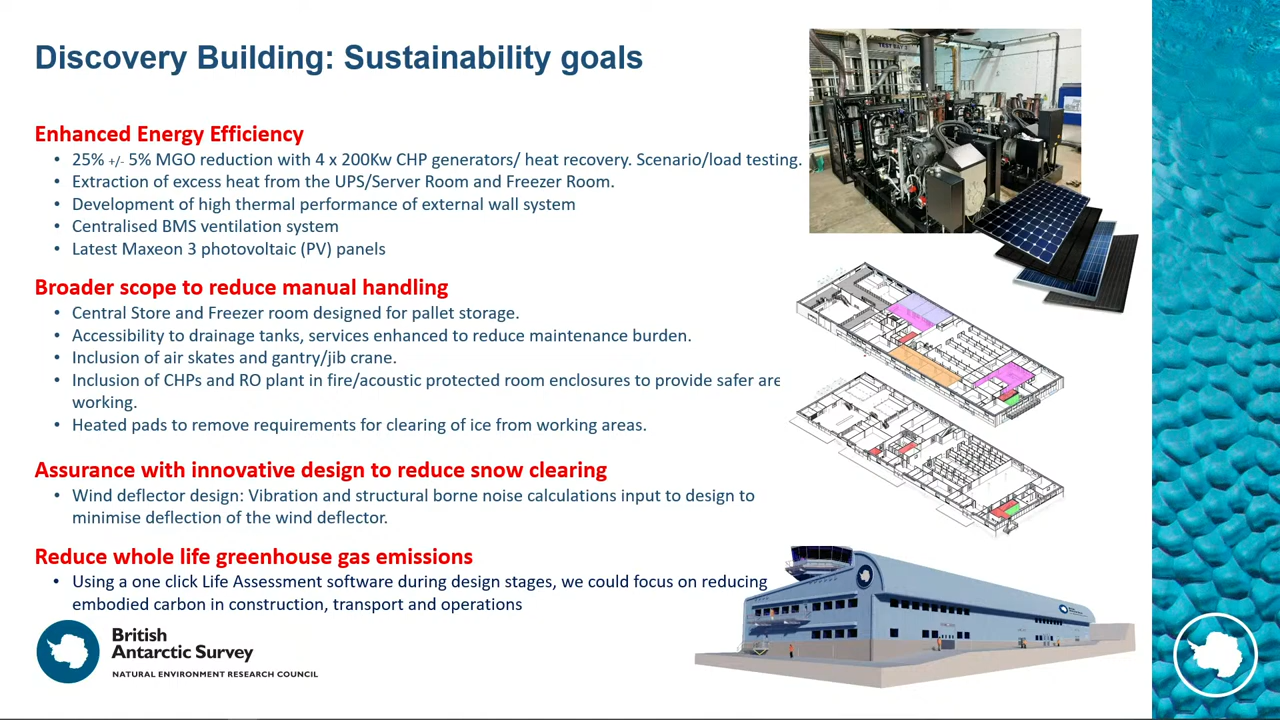 Discovery Building: Sustainability goals
Enhanced Energy Efficiency
• 25% +/- 5% MGO reduction with 4 x 200Kw CHP generators/ heat recovery. Scenario/load testing.
• Extraction of excess heat from the UPS/Server Room and Freezer Room.
• Development of high thermal performance of external wall system
• Centralised BMS ventilation system
• Latest Maxeon 3 photovoltaic (PV) panels
Broader scope to reduce manual handling
• Central Store and Freezer room designed for pallet storage.
• Accessibility to drainage tanks, services enhanced to reduce maintenance burden.
• Inclusion of air skates and gantry/jib crane.
• Inclusion of CHPs and RO plant in fire/acoustic protected room enclosures to provide safer are
working.
• Heated pads to remove requirements for clearing of ice from working areas.
Assurance with innovative design to reduce snow clearing
• Wind deflector design: Vibration and structural borne noise calculations input to design to
minimise deflection of the wind deflector.
Reduce whole life greenhouse gas emissions
• Using a one click Life Assessment software during design stages, we could focus on reducing
embodied carbon in construction, transport and operations
British
Antarctic Survey
NATURAL ENVIRONMENT RESEARCH COUNCIL
TEST BAY